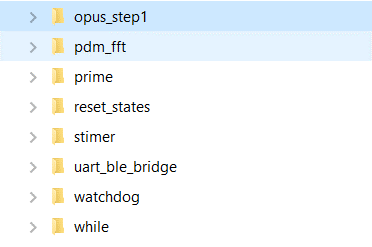 opus_step1
pdm_fft
prime
reset_states
stimer
uart_ble_bridge
watchdog
while